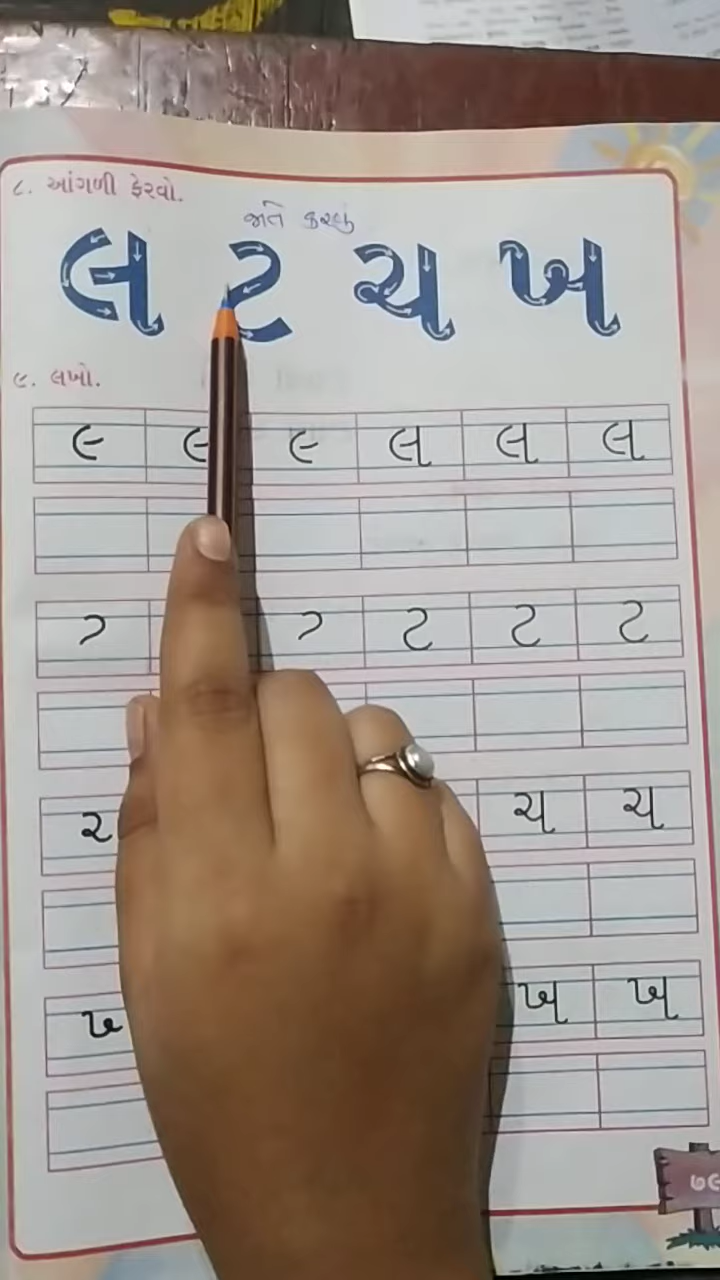 ૮. આંગળી ફેરવો.
જાતે કરવું
લ ટ ચ ખ
૯. લખો.
લ લ લ
ટ ટ ટ
ચ ચ
ખ ખ